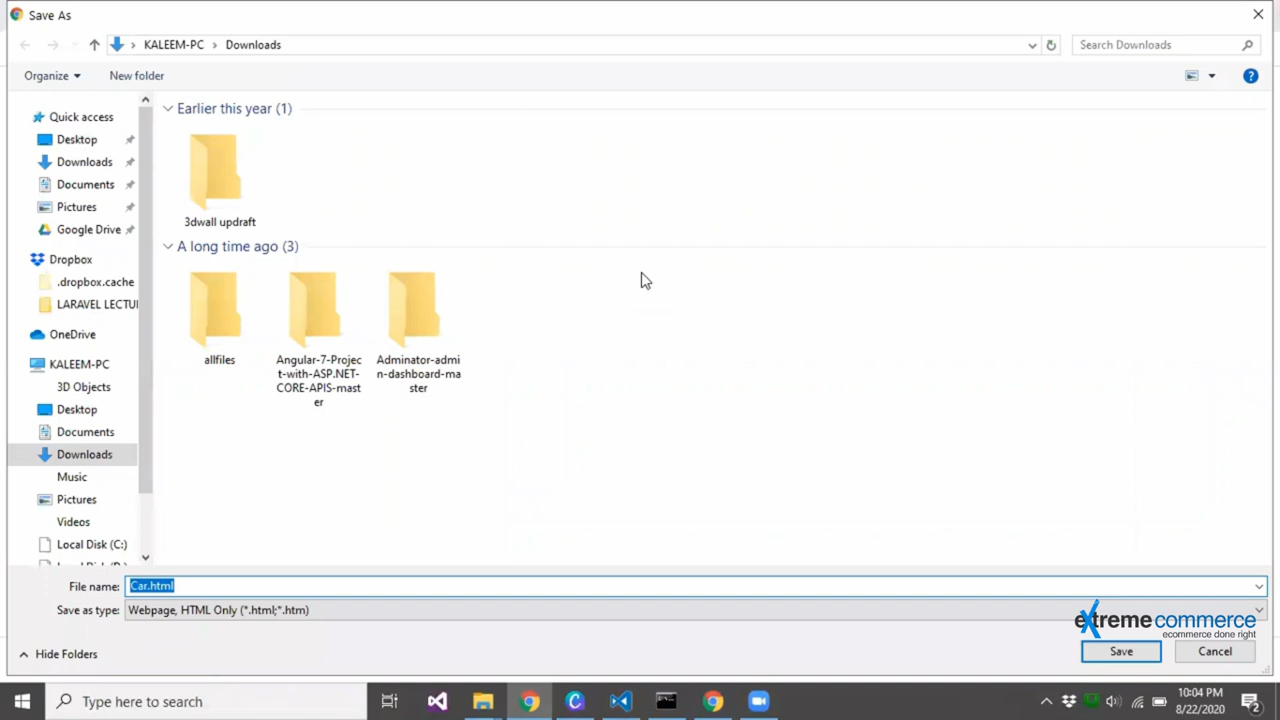 Save As
KALEEM-PC
Downloads
Search Downloads
Organize
New folder
Quick access
Desktop
Downloads
Documents
Pictures
Google Drive
Dropbox
.dropbox.cache
LARAVEL LECTU
OneDrive
KALEEM-PC
3D Objects
Desktop
Documents
Downloads
Music
Pictures
Videos
Local Disk (C:)
Earlier this year (1)
3dwall updraft
A long time ago (3)
allfiles
Angular-7-Projec
t-with-ASP.NET-
CORE-APIS-mast
er
Adminator-admi
n-dashboard-ma
ster
File name: Car.html
Save as type: Webpage, HTML Only (*.html;*.htm)
extreme commerce
ecommerce done right
Hide Folders
Save
Cancel
Type here to search
10:04 PM
8/22/2020
2